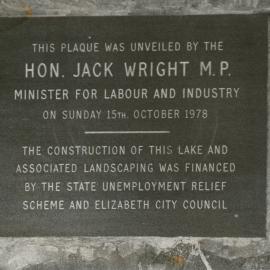 THIS PLAQUE WAS UNVEILED BY THE
HON. JACK WRIGHT M.P.
MINISTER FOR LABOUR AND INDUSTRY
ON SUNDAY 15TH. OCTOBER 1978
THE CONSTRUCTION OF THIS LAKE AND
ASSOCIATED LANDSCAPING WAS FINANCED
BY THE STATE UNEMPLOYMENT RELIEF
SCHEME AND ELIZABETH CITY COUNCIL